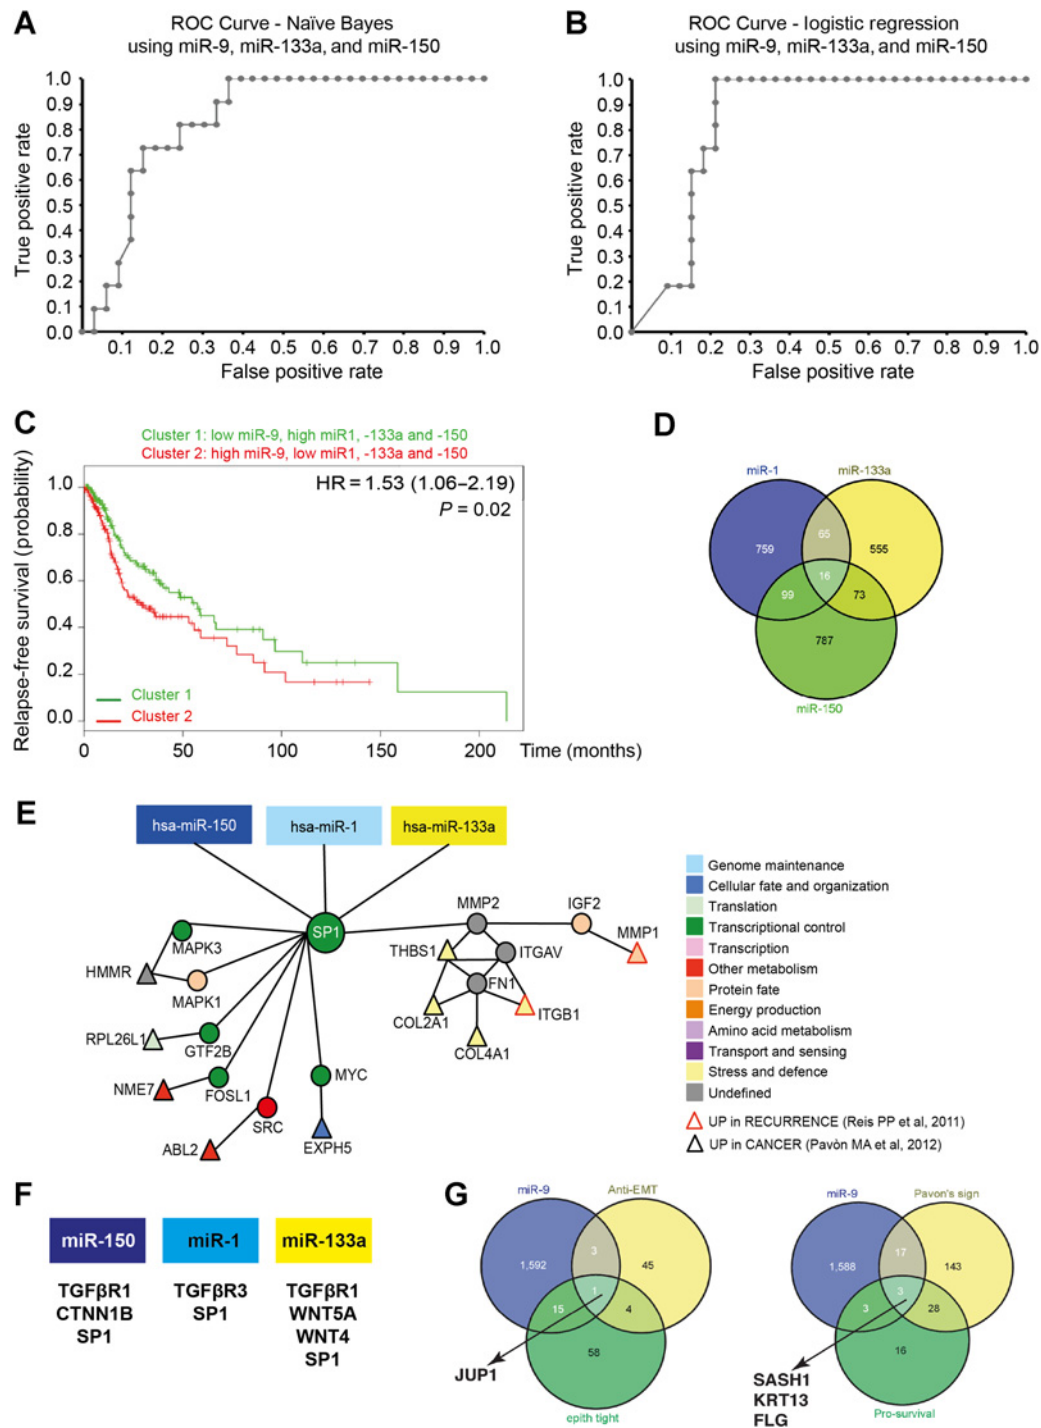 A
ROC Curve - Naïve Bayes
using miR-9, miR-133a, and miR-150
True positive rate
1.0
0.9
0.8
0.7
0.6
0.5
0.4
0.3
0.2
0.1
0.0
0.1 0.2 0.3 0.4 0.5 0.6 0.7 0.8 0.9 1.0
False positive rate
B
ROC Curve - logistic regression
using miR-9, miR-133a, and miR-150
True positive rate
1.0
0.9
0.8
0.7
0.6
0.5
0.4
0.3
0.2
0.1
0.0
0.1 0.2 0.3 0.4 0.5 0.6 0.7 0.8 0.9 1.0
False positive rate
C
Cluster 1: low miR-9, high miR1, -133a and -150
Cluster 2: high miR-9, low miR1, -133a and -150
HR = 1.53 (1.06–2.19)
P = 0.02
Relapse-free survival (probability)
1.0
0.8
0.6
0.4
0.2
0.0
Cluster 1
Cluster 2
0 50 100 150 200 Time (months)
D
miR-1
miR-133a
759
65
555
16
99
73
787
miR-150
E
hsa-miR-150
hsa-miR-1
hsa-miR-133a
SP1
MAPK3
HMMR
MAPK1
RPL26L1
GTF2B
NME7
FOSL1
SRC
ABL2
MYC
EXPH5
MMP2
IGF2
MMP1
THBS1
ITGAV
FN1
COL2A1
ITGB1
COL4A1
Genome maintenance
Cellular fate and organization
Translation
Transcriptional control
Transcription
Other metabolism
Protein fate
Energy production
Amino acid metabolism
Transport and sensing
Stress and defence
Undefined
UP in RECURRENCE (Reis PP et al, 2011)
UP in CANCER (Pavòn MA et al, 2012)
F
miR-150
TGFβR1
CTNN1B
SP1
miR-1
TGFβR3
SP1
miR-133a
TGFβR1
WNT5A
WNT4
SP1
G
miR-9
Anti-EMT
1,592
3
45
1
15
4
58
JUP1
epith tight
miR-9
Pavon's sign
1,588
17
143
3
3
28
16
SASH1
KRT13
FLG
Pro-survival